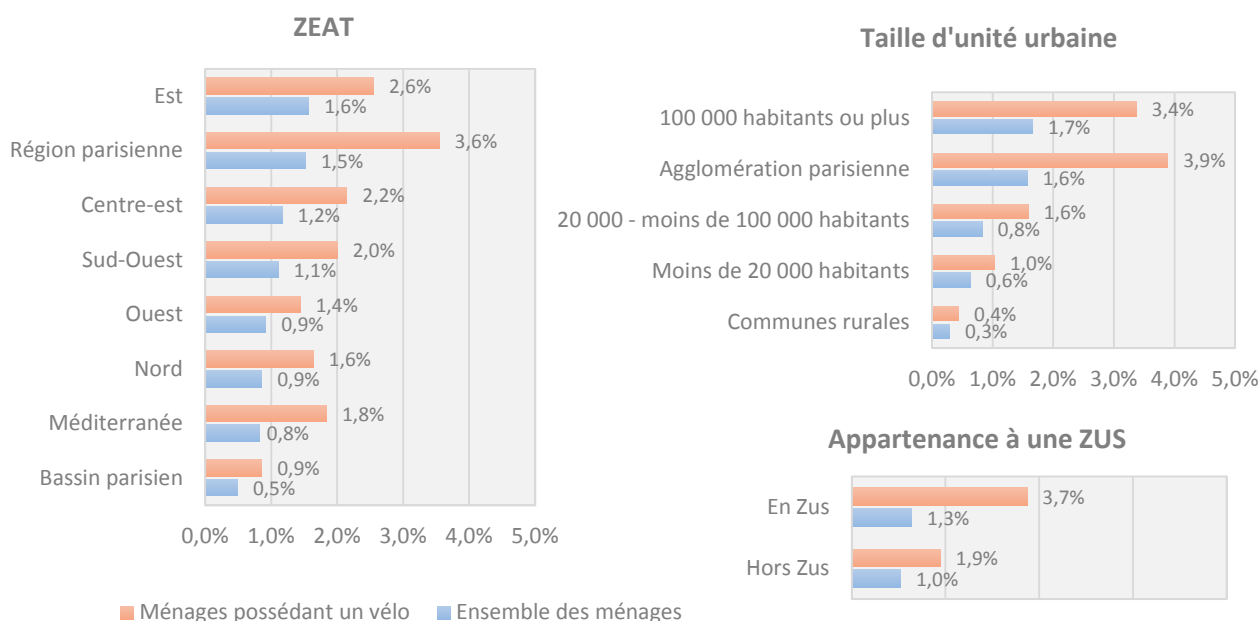 ZEAT
Est
2,6%
1,6%
Région parisienne
3,6%
1,5%
Centre-est
2,2%
1,2%
Sud-Ouest
2,0%
1,1%
Ouest
1,4%
0,9%
Nord
1,6%
0,9%
Méditerranée
1,8%
0,8%
Bassin parisien
0,9%
0,5%
0,0% 1,0% 2,0% 3,0% 4,0% 5,0%
Taille d'unité urbaine
100 000 habitants ou plus
3,4%
1,7%
Agglomération parisienne
3,9%
1,6%
20 000 - moins de 100 000 habitants
1,6%
0,8%
Moins de 20 000 habitants
1,0%
0,6%
Communes rurales
0,4%
0,3%
0,0% 1,0% 2,0% 3,0% 4,0% 5,0%
Appartenance à une ZUS
En Zus
3,7%
1,3%
Hors Zus
1,9%
1,0%
Ménages possédant un vélo Ensemble des ménages